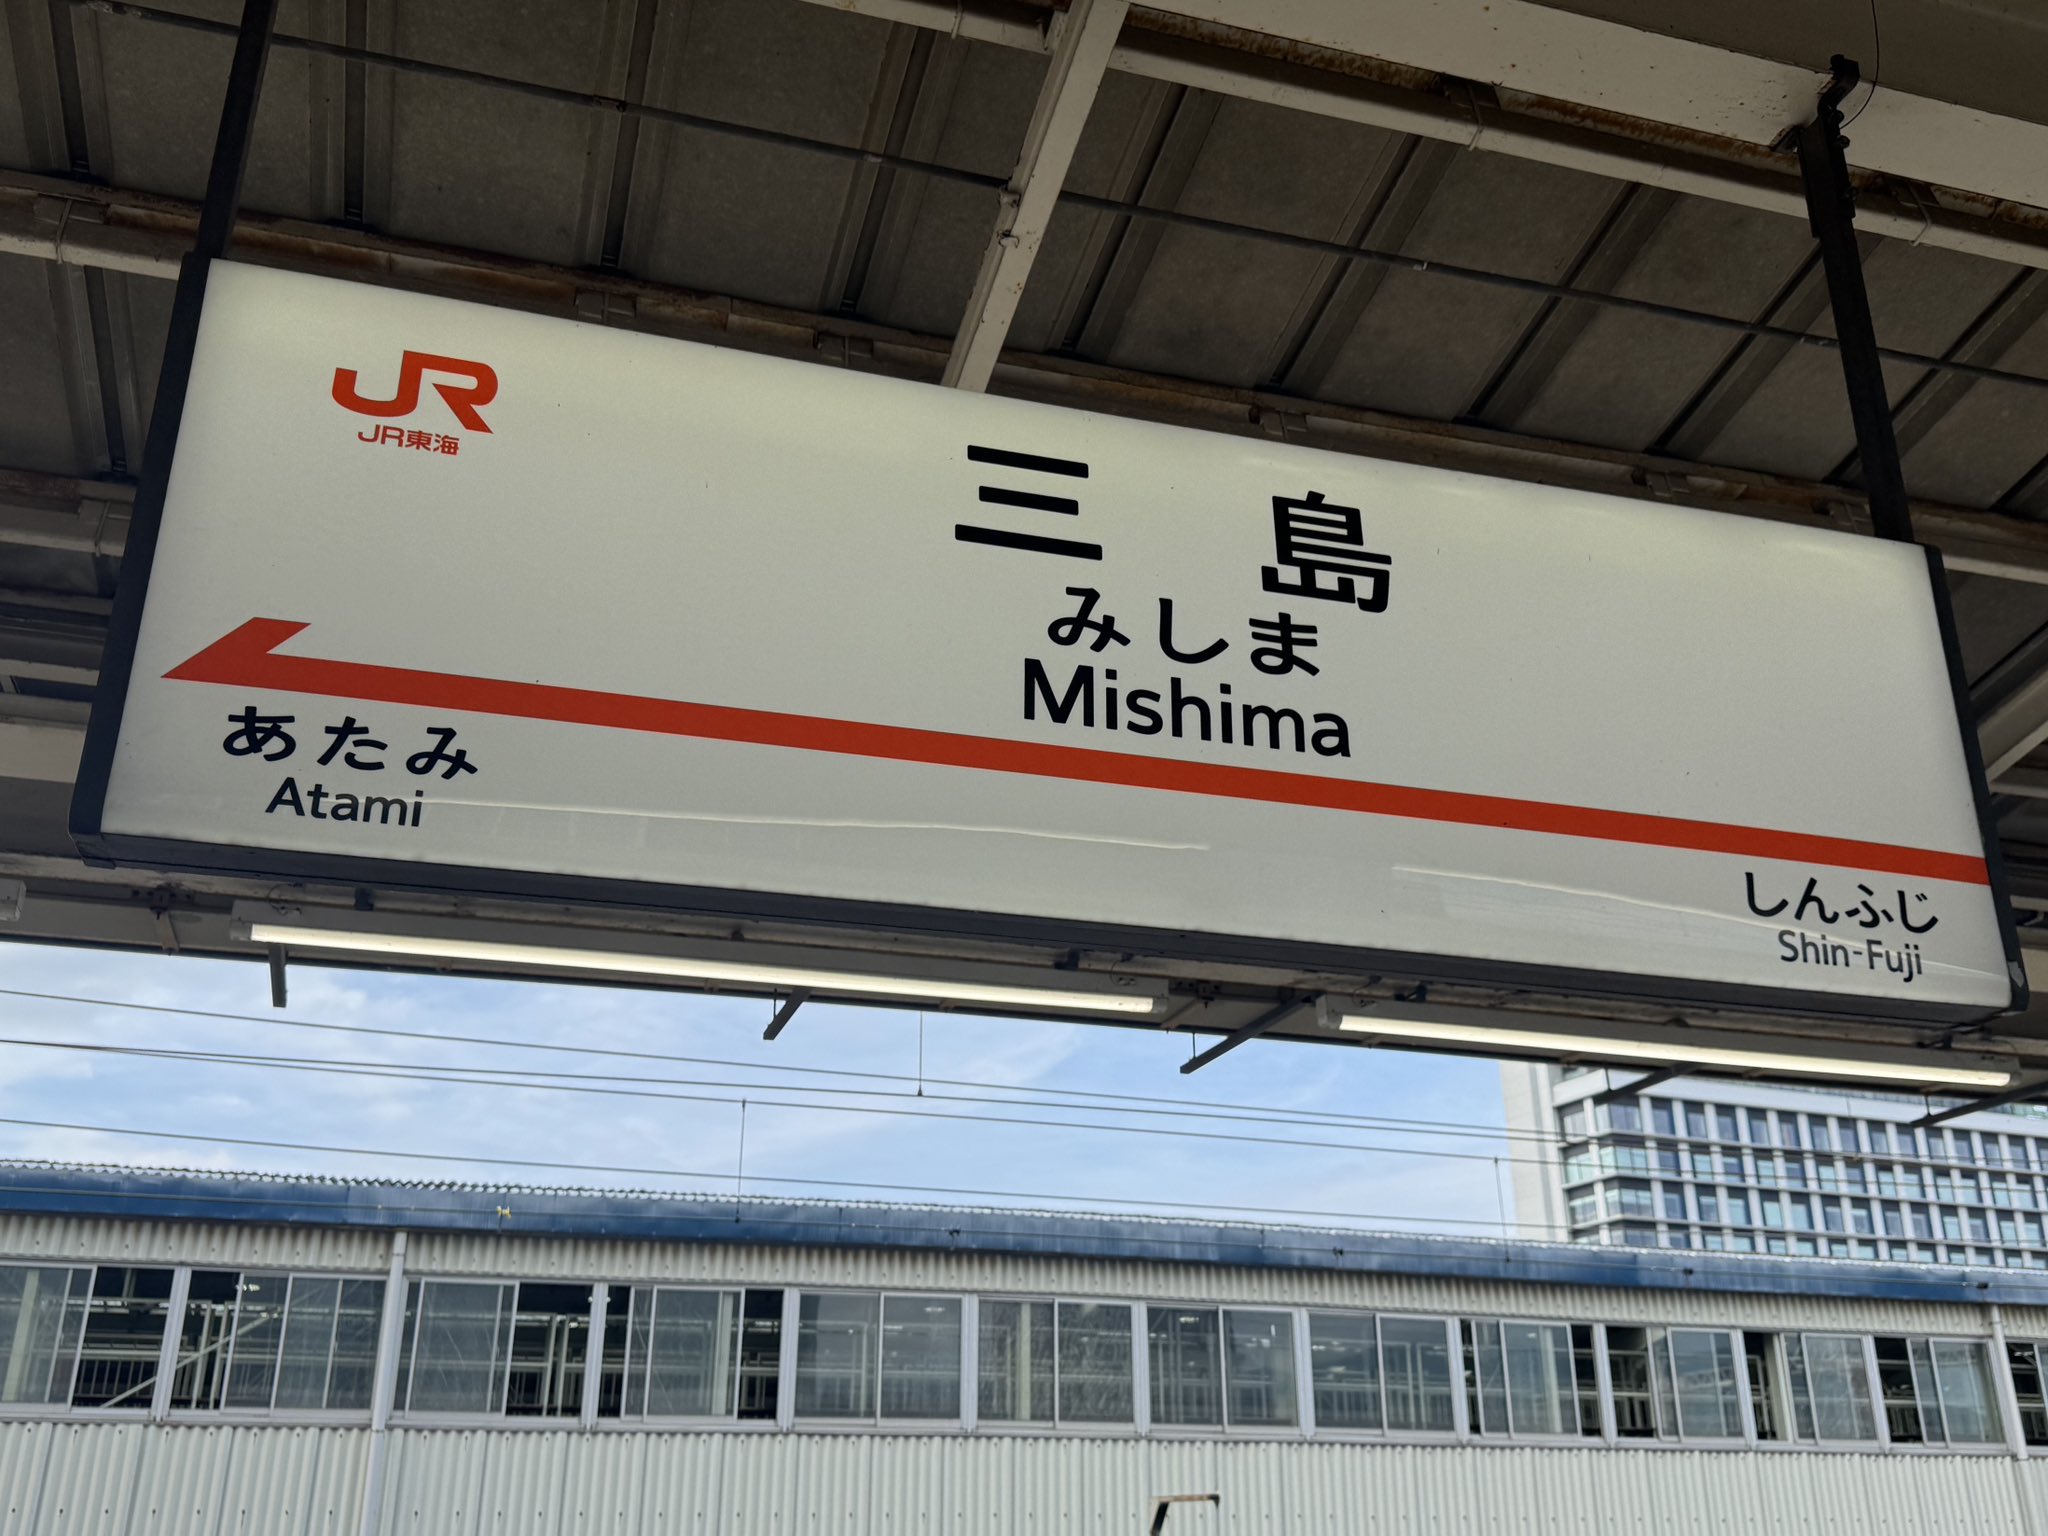 JR
JR東海
三島
みしま
Mishima
あたみ
Atami
しんふじ
Shin-Fuji